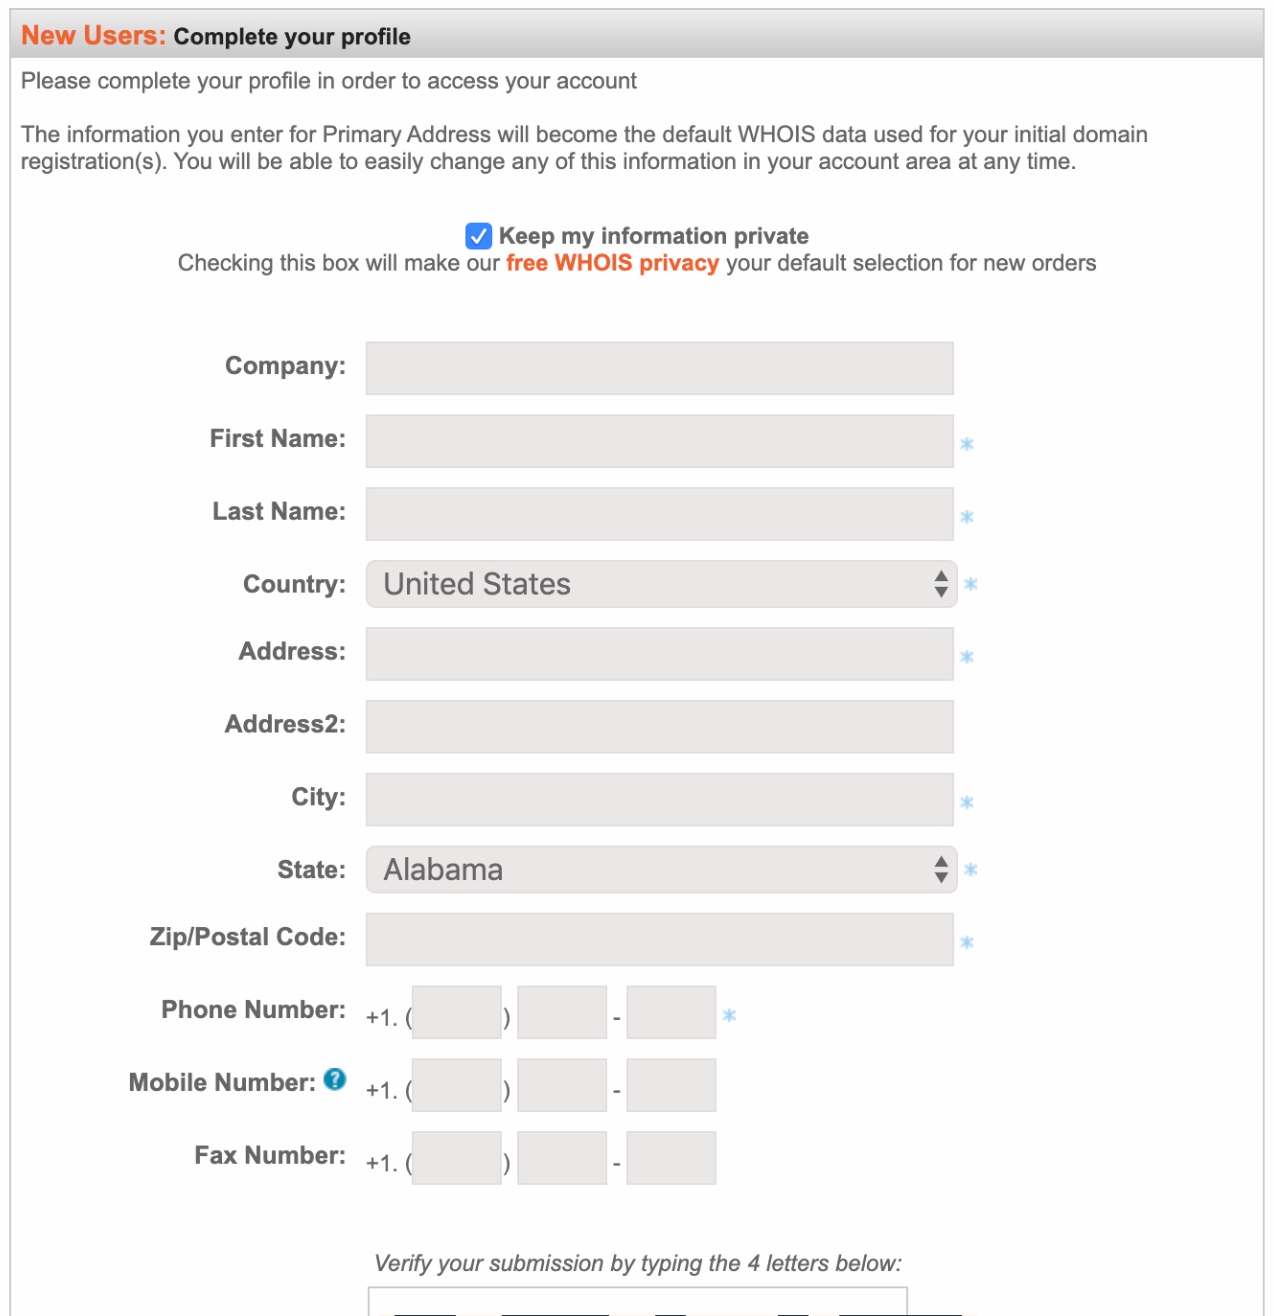 New Users: Complete your profile
Please complete your profile in order to access your account
The information you enter for Primary Address will become the default WHOIS data used for your initial domain
registration(s). You will be able to easily change any of this information in your account area at any time.
Keep my information private
Checking this box will make our free WHOIS privacy your default selection for new orders
Company:
First Name: *
Last Name: *
Country: United States *
Address: *
Address2:
City: *
State: Alabama *
Zip/Postal Code: *
Phone Number: +1. ( ) - *
Mobile Number: ? +1. ( ) -
Fax Number: +1. ( ) -
Verify your submission by typing the 4 letters below: